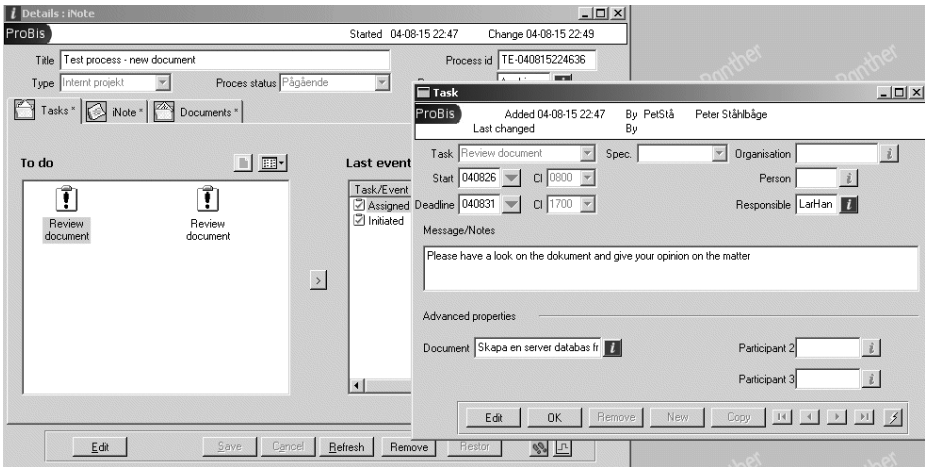 Details : iNote
ProBis Started 04-08-15 22:47 Change 04-08-15 22:49
Title Test process - new document Process id TE-040815224636
Type Internt projekt Proces status Pågående
Tasks * iNote * Documents *
To do Last event
Review document
Review document
Task/Event
Assigned
Initiated
Edit Save Cancel Refresh Remove Restor
Task
ProBis Added 04-08-15 22:47 By PetStå Peter Ståhlbåge
Last changed By
Task Review document Spec. Organisation
Start 040826 Cl 0800 Person
Deadline 040831 Cl 1700 Responsible LarHan
Message/Notes
Please have a look on the dokument and give your opinion on the matter
Advanced properties
Document Skapa en server databas fr Participant 2
Participant 3
Edit OK Remove New Copy
Ponther
Ponther
Ponther